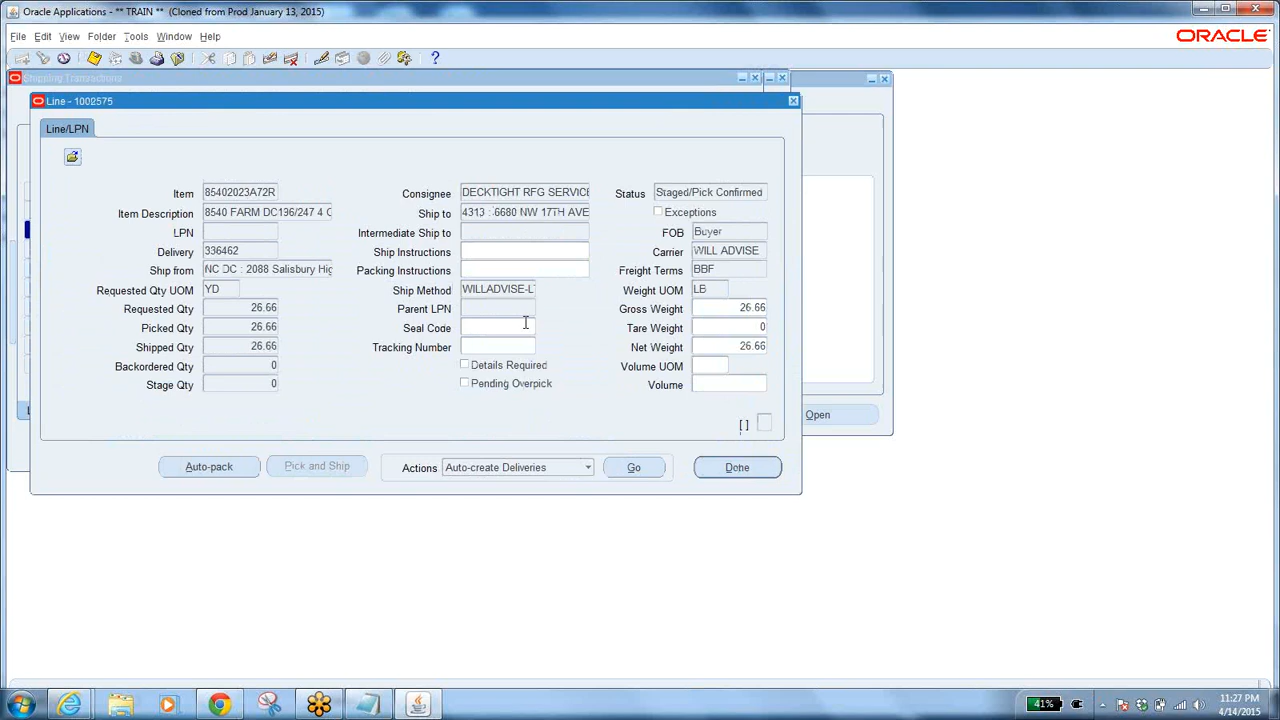 Oracle Applications - ** TRAIN ** (Cloned from Prod January 13, 2015)
File Edit View Folder Tools Window Help
ORACLE
Shipping Transactions
Line - 1002575
Line/LPN
Item 85402023A72R
Item Description 8540 FARM DC196/247 4 C
LPN
Delivery 336462
Ship from NC DC : 2088 Salisbury Hig
Requested Qty UOM YD
Requested Qty 26.66
Picked Qty 26.66
Shipped Qty 26.66
Backordered Qty 0
Stage Qty 0
Consignee DECKTIGHT RFG SERVICE
Ship to 4313 : 6680 NW 17TH AVE
Intermediate Ship to
Ship Instructions
Packing Instructions
Ship Method WILLADVISE-LT
Parent LPN
Seal Code
Tracking Number
Details Required
Pending Overpick
Status Staged/Pick Confirmed
Exceptions
FOB Buyer
Carrier WILL ADVISE
Freight Terms BBF
Weight UOM LB
Gross Weight 26.66
Tare Weight 0
Net Weight 26.66
Volume UOM
Volume
[ ]
Open
Auto-pack
Pick and Ship
Actions Auto-create Deliveries
Go
Done
41%
11:27 PM
4/14/2015